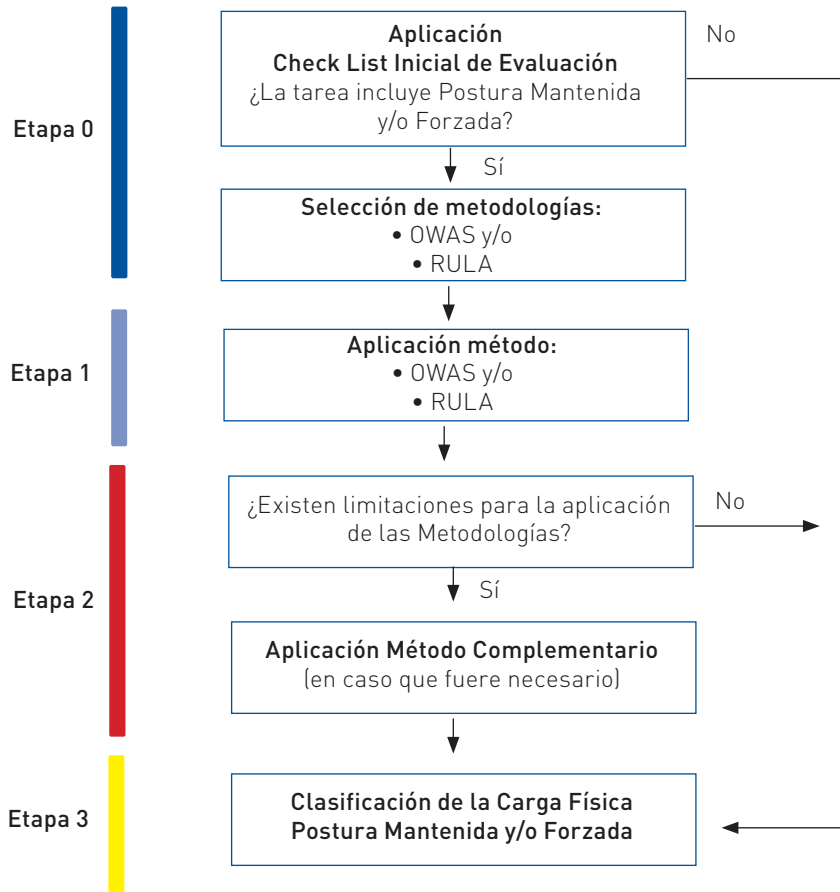 Etapa 0
Aplicación
Check List Inicial de Evaluación
¿La tarea incluye Postura Mantenida
y/o Forzada?
No
Sí
Selección de metodologías:
• OWAS y/o
• RULA
Etapa 1
Aplicación método:
• OWAS y/o
• RULA
Etapa 2
¿Existen limitaciones para la aplicación
de las Metodologías?
No
Sí
Aplicación Método Complementario
(en caso que fuere necesario)
Etapa 3
Clasificación de la Carga Física
Postura Mantenida y/o Forzada